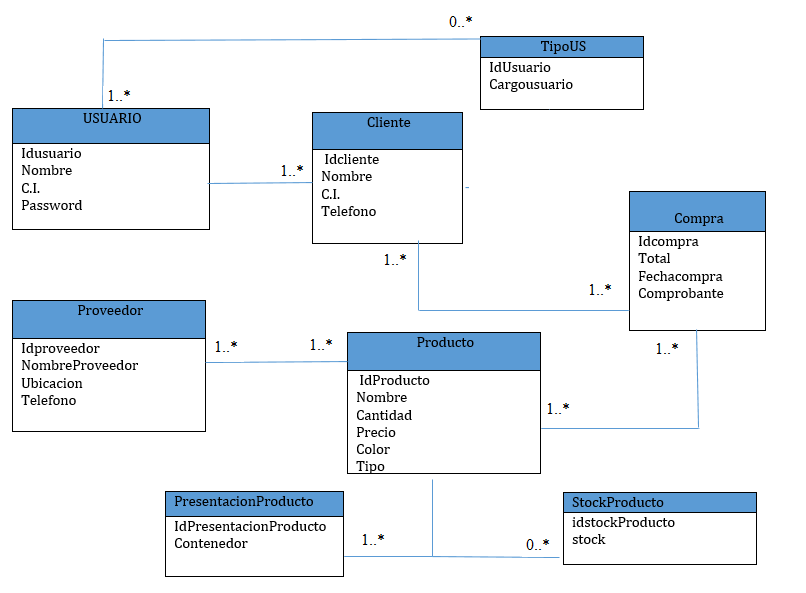 0..*
TipoUS
IdUsuario
Cargousuario
1..*
USUARIO
Idusuario
Nombre
C.I.
Password
Cliente
1..*
Idcliente
Nombre
C.I.
Telefono
Compra
Idcompra
Total
Fechacompra
Comprobante
1..*
1..*
Proveedor
Idproveedor
NombreProveedor
Ubicacion
Telefono
1..*
1..*
Producto
IdProducto
Nombre
Cantidad
Precio
Color
Tipo
1..*
1..*
PresentacionProducto
IdPresentacionProducto
Contenedor
1..*
0..*
StockProducto
idstockProducto
stock